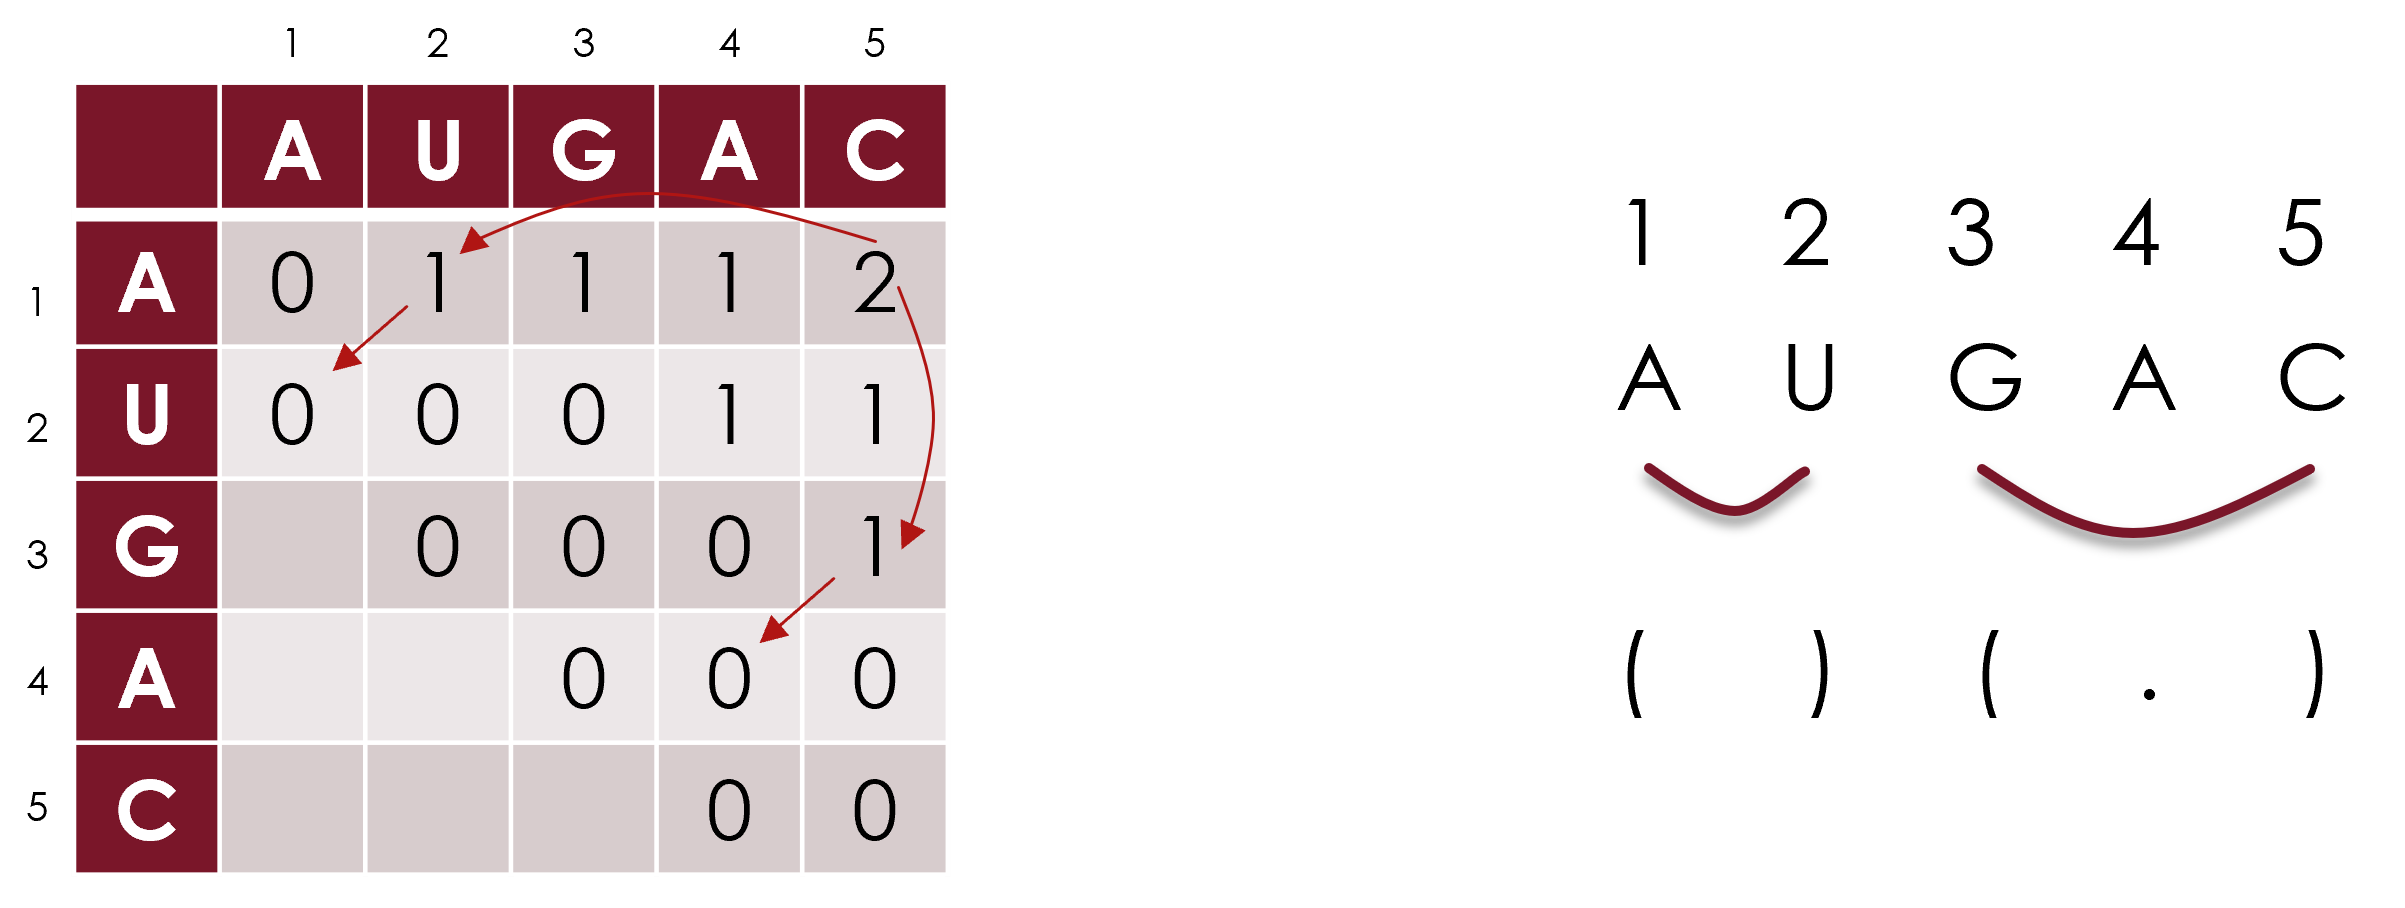 1 2 3 4 5
A U G A C
1 A 0 1 1 1 2
2 U 0 0 0 1 1
3 G 0 0 0 1
4 A 0 0 0
5 C 0 0
1 2 3 4 5
A U G A C
( ) ( . )